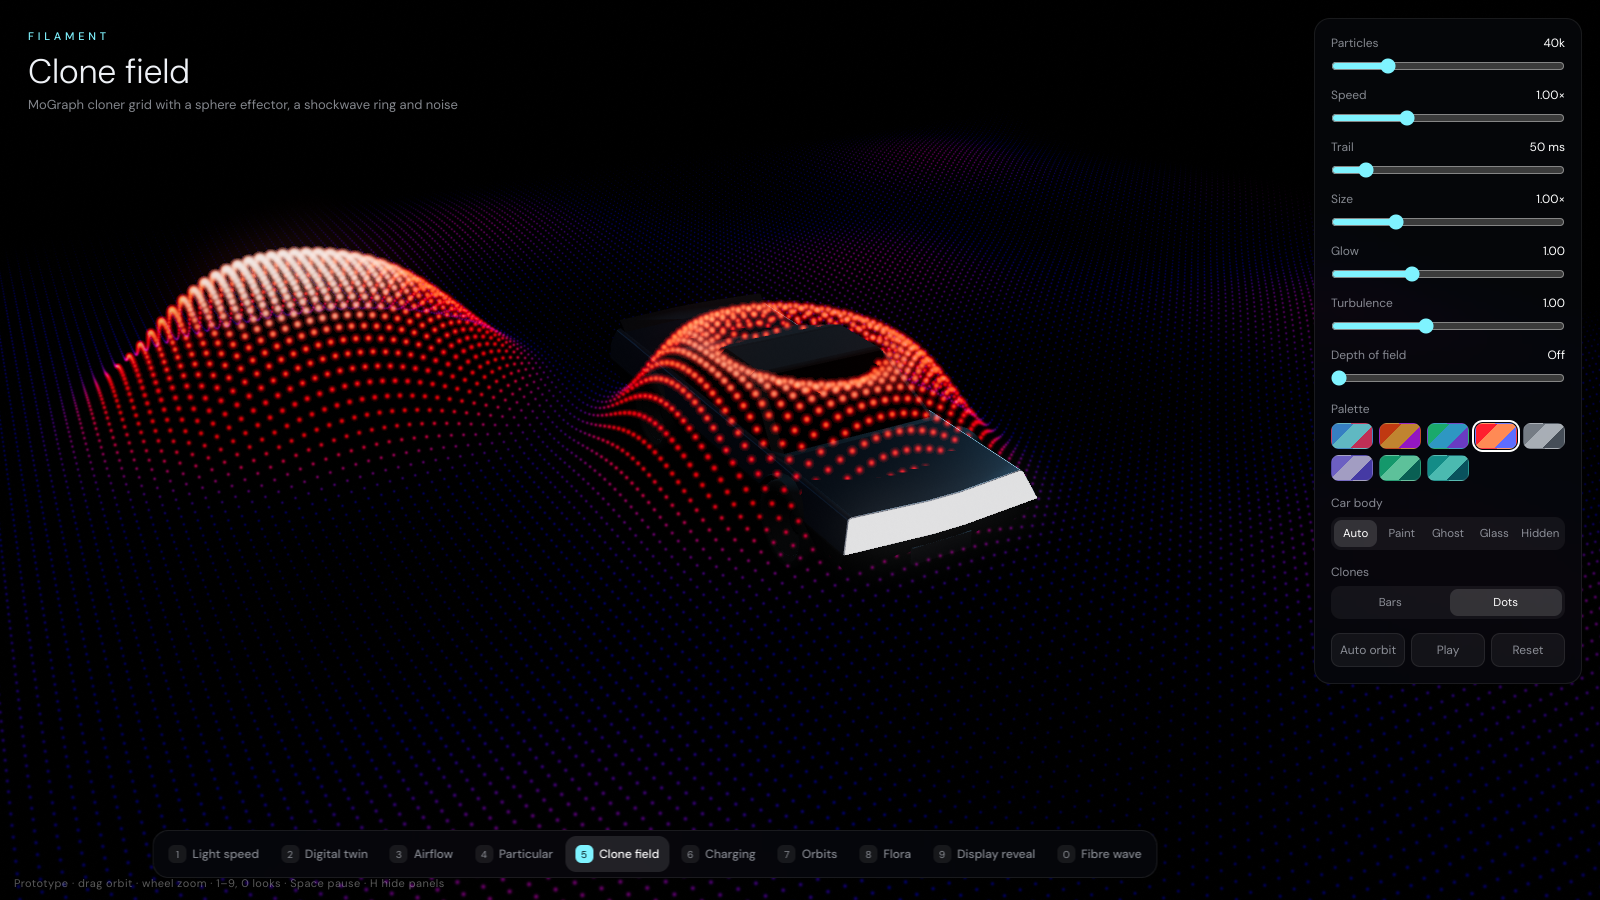 FILAMENT
Clone field
MoGraph cloner grid with a sphere effector, a shockwave ring and noise
Particles 40k
Speed 1.00×
Trail 50 ms
Size 1.00×
Glow 1.00
Turbulence 1.00
Depth of field Off
Palette
Car body
Auto Paint Ghost Glass Hidden
Clones
Bars Dots
Auto orbit Play Reset
1 Light speed 2 Digital twin 3 Airflow 4 Particular 5 Clone field 6 Charging 7 Orbits 8 Flora 9 Display reveal 0 Fibre wave
Prototype · drag orbit · wheel zoom · 1–9, 0 looks · Space pause · H hide panels